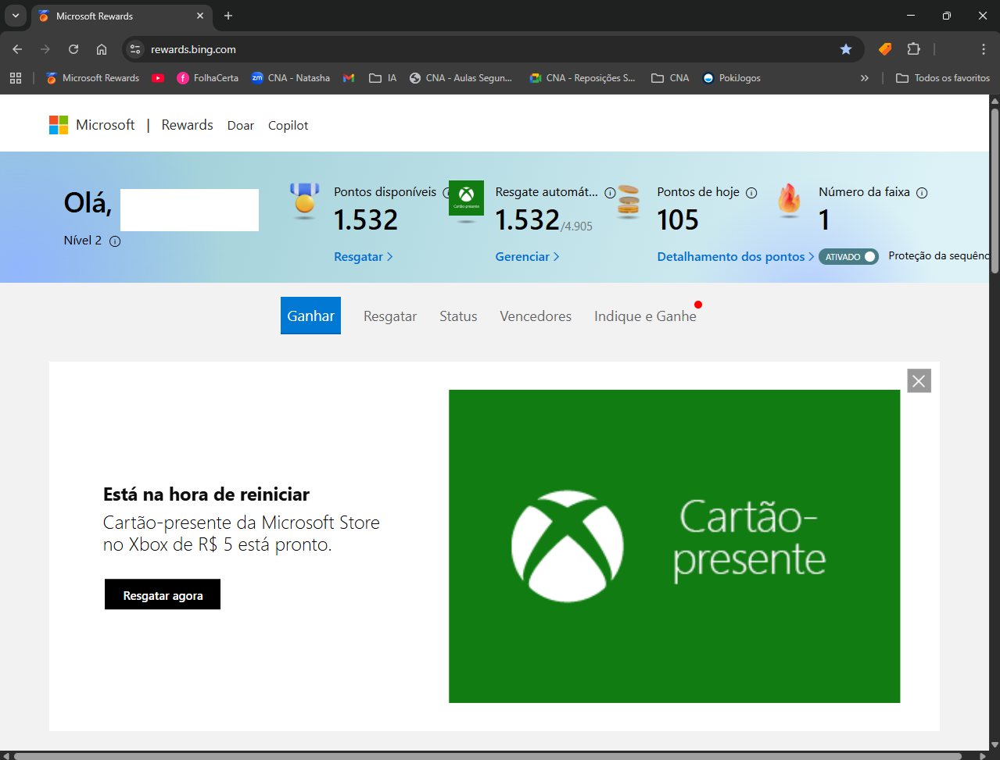 Microsoft Rewards
rewards.bing.com
Microsoft Rewards
FolhaCerta
zm CNA - Natasha
IA
CNA - Aulas Segun...
CNA - Reposições S...
CNA
PokiJogos
Todos os favoritos
Microsoft | Rewards Doar Copilot
Olá,
Nível 2
Pontos disponíveis
1.532
Resgatar
Cartão-presente
Resgate automát...
1.532/4.905
Gerenciar
Pontos de hoje
105
Detalhamento dos pontos
Número da faixa
1
ATIVADO
Proteção da sequênc
Ganhar Resgatar Status Vencedores Indique e Ganhe
Está na hora de reiniciar
Cartão-presente da Microsoft Store
no Xbox de R$ 5 está pronto.
Resgatar agora
Cartão-
presente